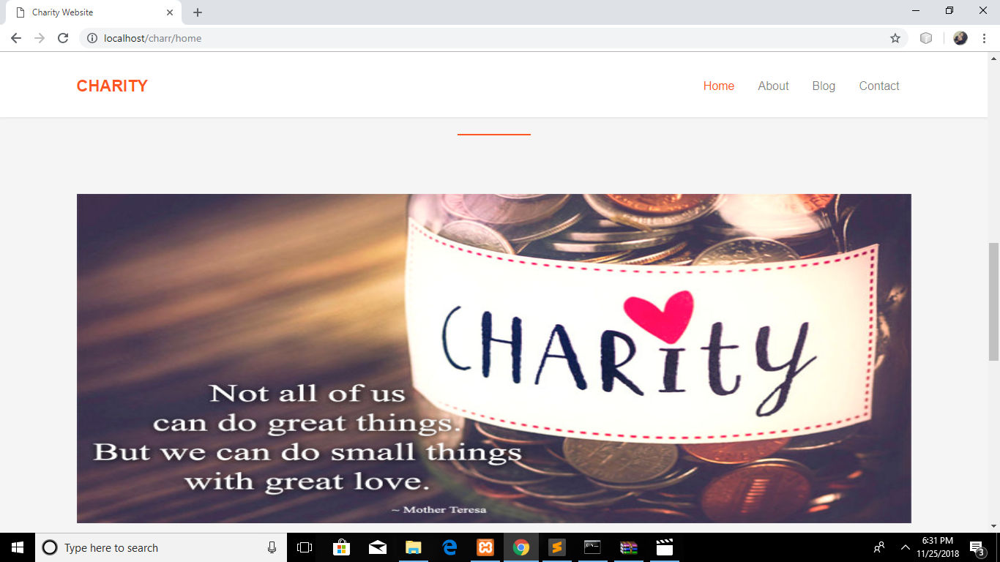 Charity Website
localhost/charr/home
CHARITY
Home About Blog Contact
CHARity
Not all of us
can do great things.
But we can do small things
with great love.
~ Mother Teresa
Type here to search
6:31 PM
11/25/2018
3